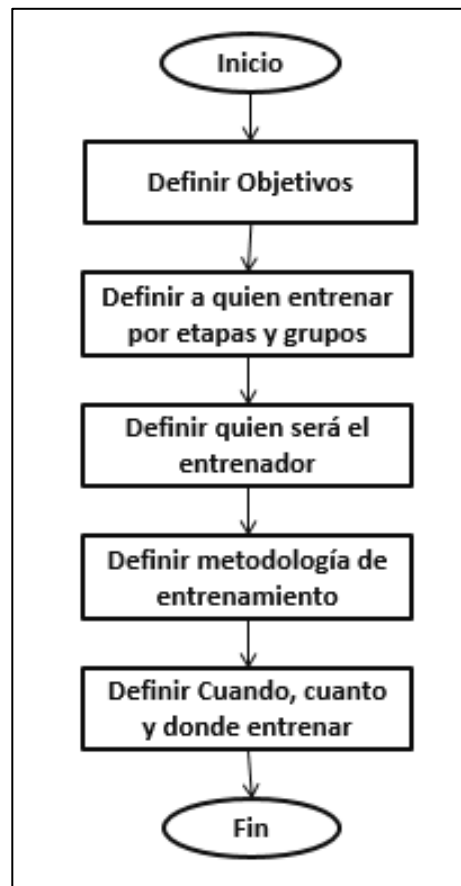 Inicio
Definir Objetivos
Definir a quien entrenar
por etapas y grupos
Definir quien será el
entrenador
Definir metodología de
entrenamiento
Definir Cuando, cuanto
y donde entrenar
Fin